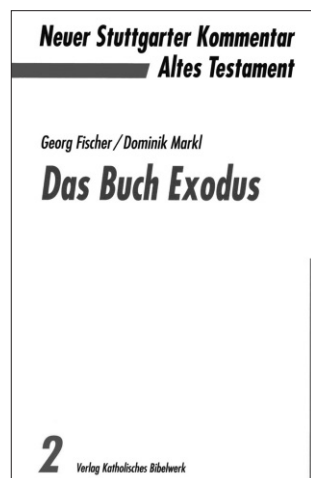 Neuer Stuttgarter Kommentar
Altes Testament
Georg Fischer/Dominik Markl
Das Buch Exodus
2 Verlag Katholisches Bibelwerk